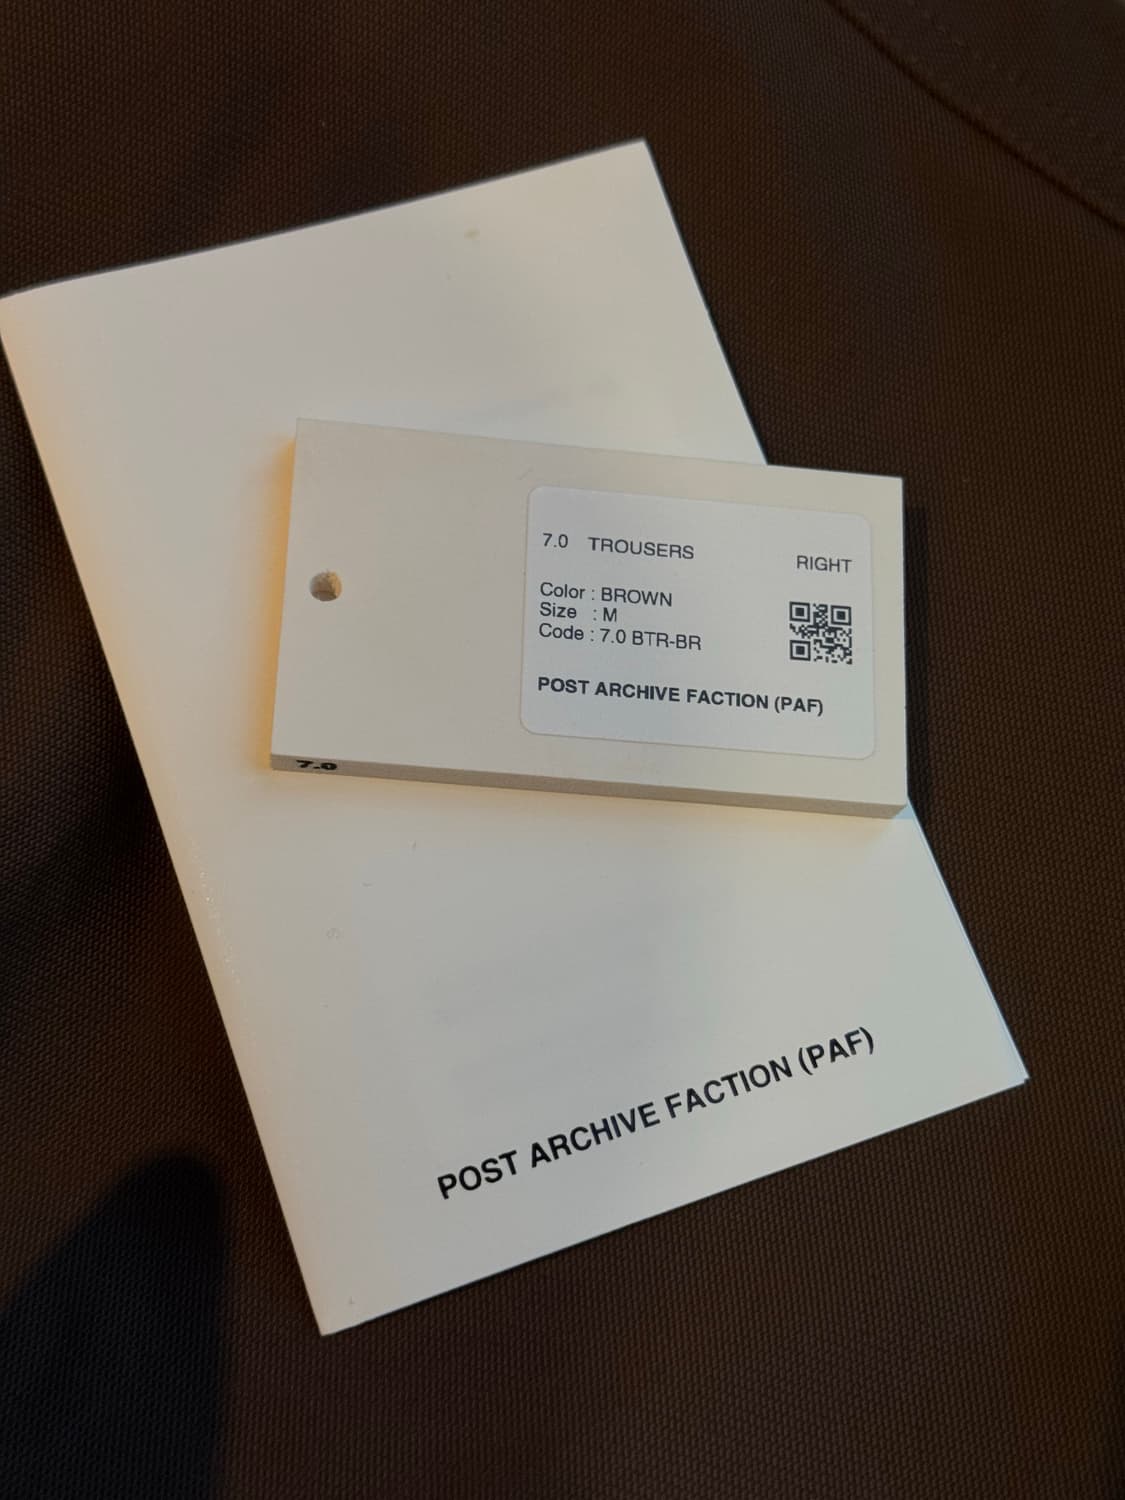 7.0 TROUSERS
RIGHT
Color : BROWN
Size : M
Code : 7.0 BTR-BR
POST ARCHIVE FACTION (PAF)
7.0
POST ARCHIVE FACTION (PAF)